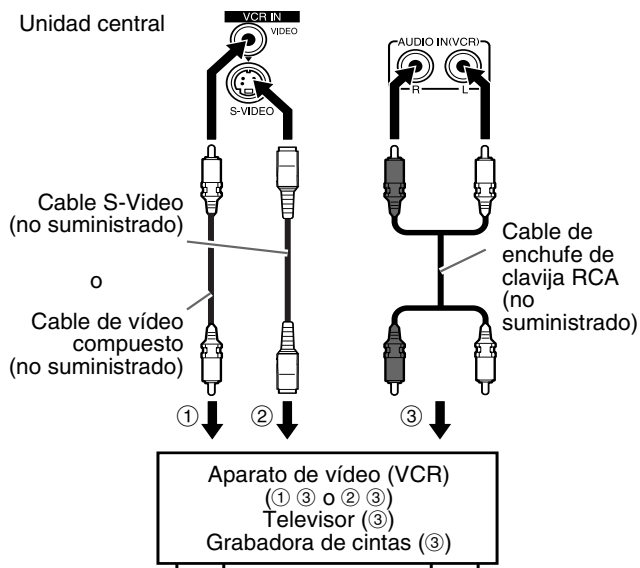 Unidad central
VCR IN
VIDEO
S-VIDEO
AUDIO IN(VCR)
R L
Cable S-Video
(no suministrado)
o
Cable de vídeo
compuesto
(no suministrado)
Cable de
enchufe de
clavija RCA
(no
suministrado)
① ② ③
Aparato de vídeo (VCR)
(① ③ o ② ③)
Televisor (③)
Grabadora de cintas (③)